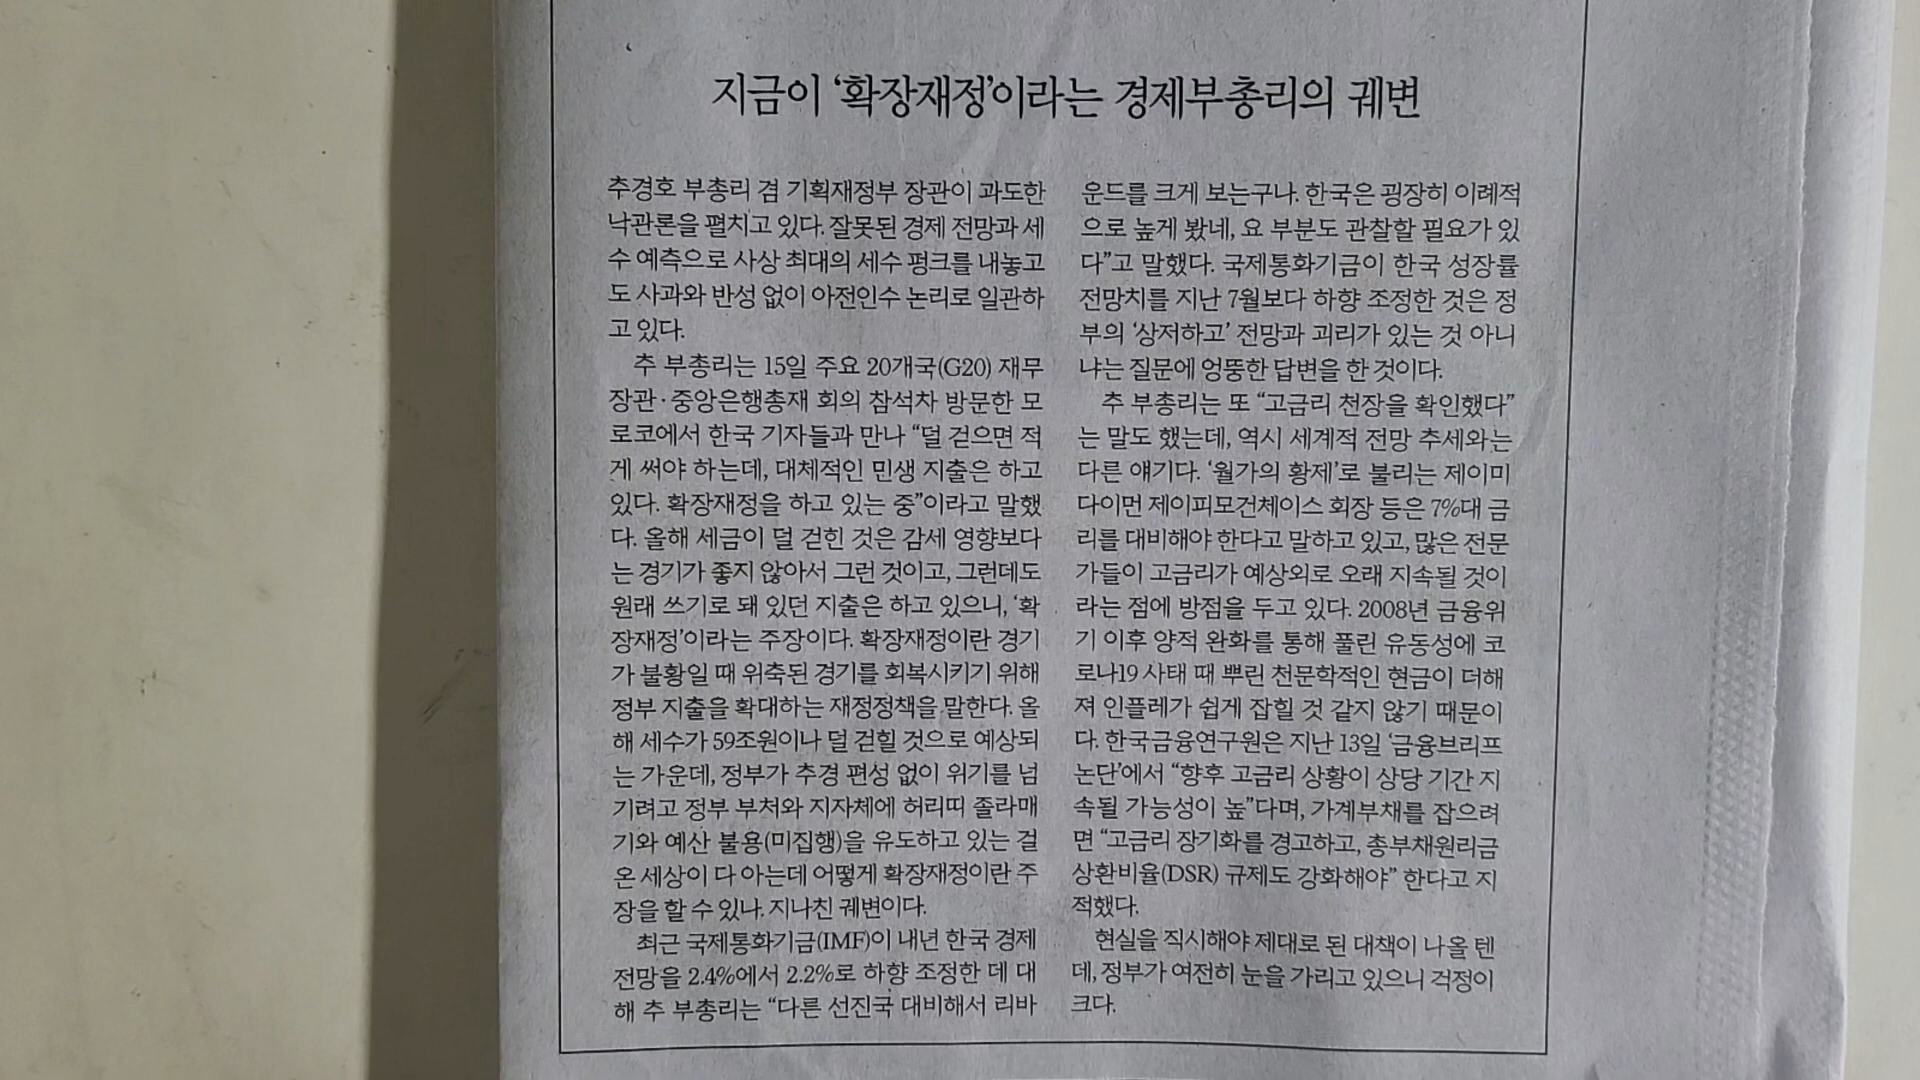 지금이 ‘확장재정’이라는 경제부총리의 궤변
추경호 부총리 겸 기획재정부 장관이 과도한
낙관론을 펼치고 있다. 잘못된 경제 전망과 세
수 예측으로 사상 최대의 세수 펑크를 내놓고
도 사과와 반성 없이 아전인수 논리로 일관하
고 있다.
추 부총리는 15일 주요 20개국(G20) 재무
장관·중앙은행총재 회의 참석차 방문한 모
로코에서 한국 기자들과 만나 “덜 걷으면 적
게 써야 하는데, 대체적인 민생 지출은 하고
있다. 확장재정을 하고 있는 중”이라고 말했
다. 올해 세금이 덜 걷힌 것은 감세 영향보다
는 경기가 좋지 않아서 그런 것이고, 그런데도
원래 쓰기로 돼 있던 지출은 하고 있으니, ‘확
장재정’이라는 주장이다. 확장재정이란 경기
가 불황일 때 위축된 경기를 회복시키기 위해
정부 지출을 확대하는 재정정책을 말한다. 올
해 세수가 59조원이나 덜 걷힐 것으로 예상되
는 가운데, 정부가 추경 편성 없이 위기를 넘
기려고 정부 부처와 지자체에 허리띠 졸라매
기와 예산 불용(미집행)을 유도하고 있는 걸
온 세상이 다 아는데 어떻게 확장재정이란 주
장을 할 수 있나. 지나친 궤변이다.
최근 국제통화기금(IMF)이 내년 한국 경제
전망을 2.4%에서 2.2%로 하향 조정한 데 대
해 추 부총리는 “다른 선진국 대비해서 리바
운드를 크게 보는구나. 한국은 굉장히 이례적
으로 높게 봤네, 요 부분도 관찰할 필요가 있
다”고 말했다. 국제통화기금이 한국 성장률
전망치를 지난 7월보다 하향 조정한 것은 정
부의 ‘상저하고’ 전망과 괴리가 있는 것 아니
냐는 질문에 엉뚱한 답변을 한 것이다.
추 부총리는 또 “고금리 천장을 확인했다”
는 말도 했는데, 역시 세계적 전망 추세와는
다른 얘기다. ‘월가의 황제’로 불리는 제이미
다이먼 제이피모건체이스 회장 등은 7%대 금
리를 대비해야 한다고 말하고 있고, 많은 전문
가들이 고금리가 예상외로 오래 지속될 것이
라는 점에 방점을 두고 있다. 2008년 금융위
기 이후 양적 완화를 통해 풀린 유동성에 코
로나19 사태 때 뿌린 천문학적인 현금이 더해
져 인플레가 쉽게 잡힐 것 같지 않기 때문이
다. 한국금융연구원은 지난 13일 ‘금융브리프
논단’에서 “향후 고금리 상황이 상당 기간 지
속될 가능성이 높”다며, 가계부채를 잡으려
면 “고금리 장기화를 경고하고, 총부채원리금
상환비율(DSR) 규제도 강화해야” 한다고 지
적했다.
현실을 직시해야 제대로 된 대책이 나올 텐
데, 정부가 여전히 눈을 가리고 있으니 걱정이
크다.